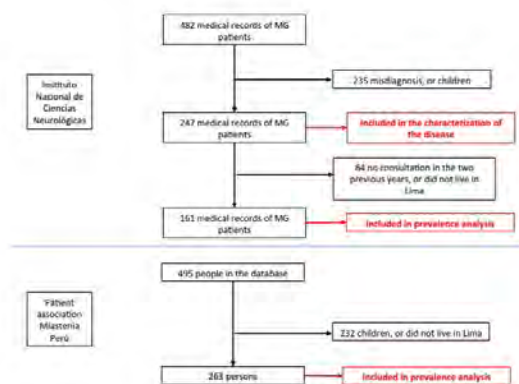 482 medical records of MG
patients
Instituto
Nacional de
Ciencias
Neurológicas
235 misdiagnosis, or children
247 medical records of MG
patients
Included in the characterization of
the disease
84 no consultation in the two
previous years, or did not live in
Lima
161 medical records of MG
patients
Included in prevalence analysis
495 people in the database
'Patient
association
Miastenia
Perú
232 children, or did not live in Lima
263 persons
Included in prevalence analysis